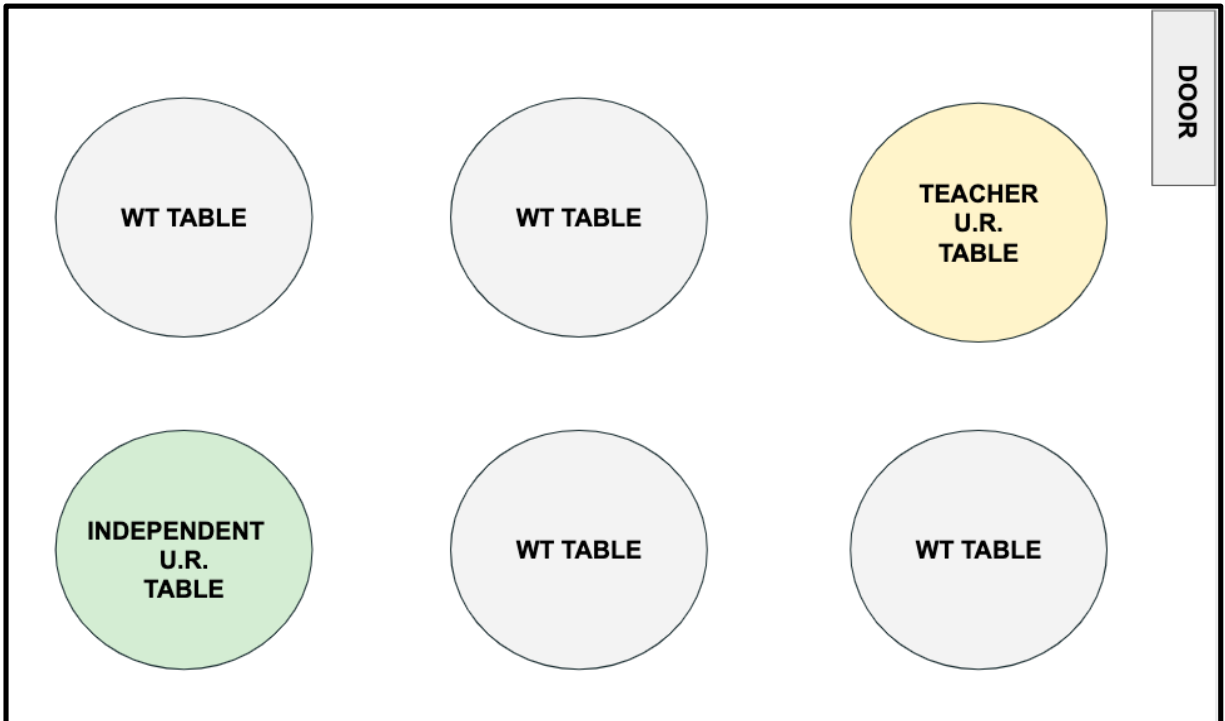 DOOR
WT TABLE
WT TABLE
TEACHER
U.R.
TABLE
INDEPENDENT
U.R.
TABLE
WT TABLE
WT TABLE